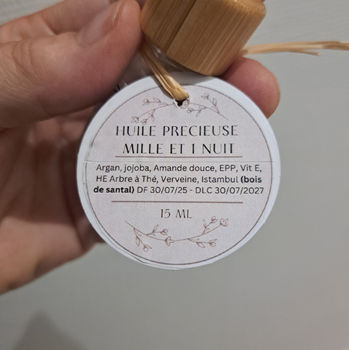 HUILE PRECIEUSE
MILLE ET 1 NUIT
Argan, jojoba, Amande douce, EPP, Vit E,
HE Arbre à Thé, Verveine, Istambul (bois
de santal) DF 30/07/25 - DLC 30/07/2027
15 ML